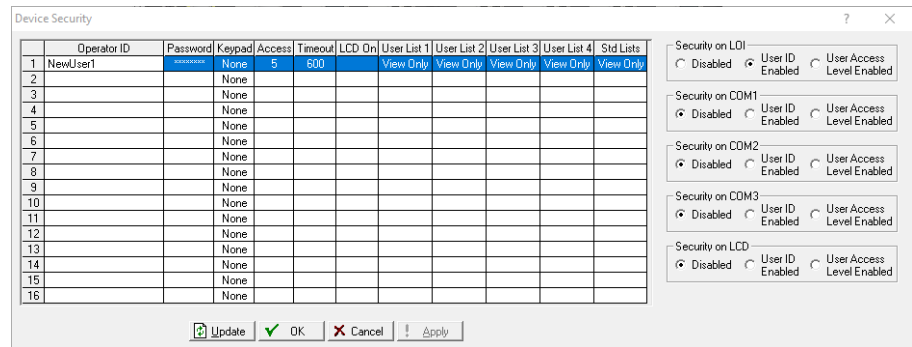 Device Security ? ×
Operator ID Password Keypad Access Timeout LCD On User List 1 User List 2 User List 3 User List 4 Std Lists
1 NewUser1 ******** None 5 600 View Only View Only View Only View Only View Only
2 None
3 None
4 None
5 None
6 None
7 None
8 None
9 None
10 None
11 None
12 None
13 None
14 None
15 None
16 None
Security on LOI
Disabled User ID Enabled User Access Level Enabled
Security on COM1
Disabled User ID Enabled User Access Level Enabled
Security on COM2
Disabled User ID Enabled User Access Level Enabled
Security on COM3
Disabled User ID Enabled User Access Level Enabled
Security on LCD
Disabled User ID Enabled User Access Level Enabled
Update OK Cancel ! Apply